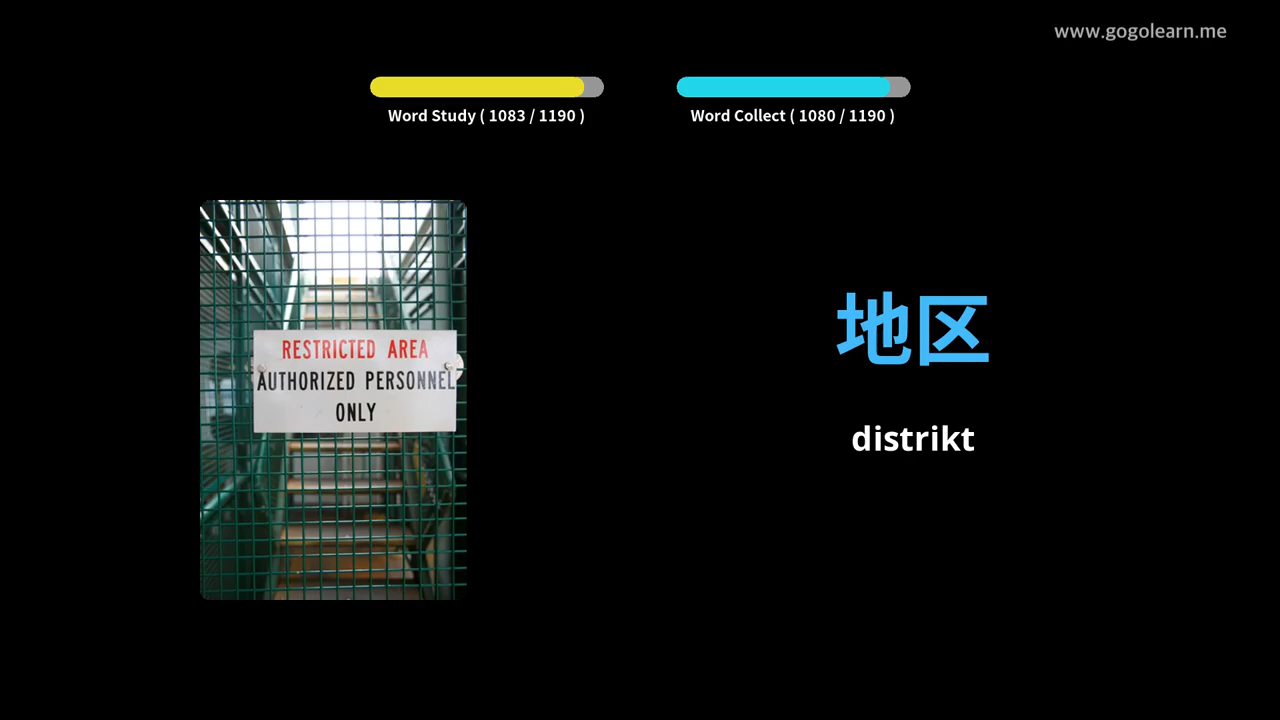 www.gogolearn.me
Word Study ( 1083 / 1190 )
Word Collect ( 1080 / 1190 )
RESTRICTED AREA
AUTHORIZED PERSONNEL
ONLY
地区
distrikt